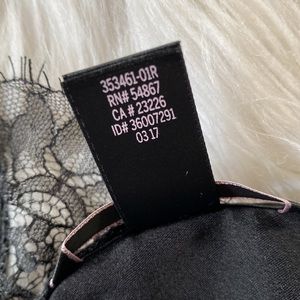 353461-01R
RN# 54867
CA # 23226
ID# 36007291
03 17